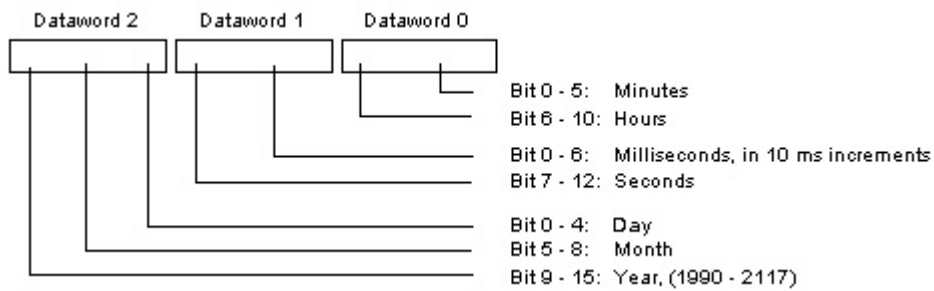 Dataword 2 Dataword 1 Dataword 0
Bit 0 - 5: Minutes
Bit 6 - 10: Hours
Bit 0 - 6: Milliseconds, in 10 ms increments
Bit 7 - 12: Seconds
Bit 0 - 4: Day
Bit 5 - 8: Month
Bit 9 - 15: Year, (1990 - 2117)